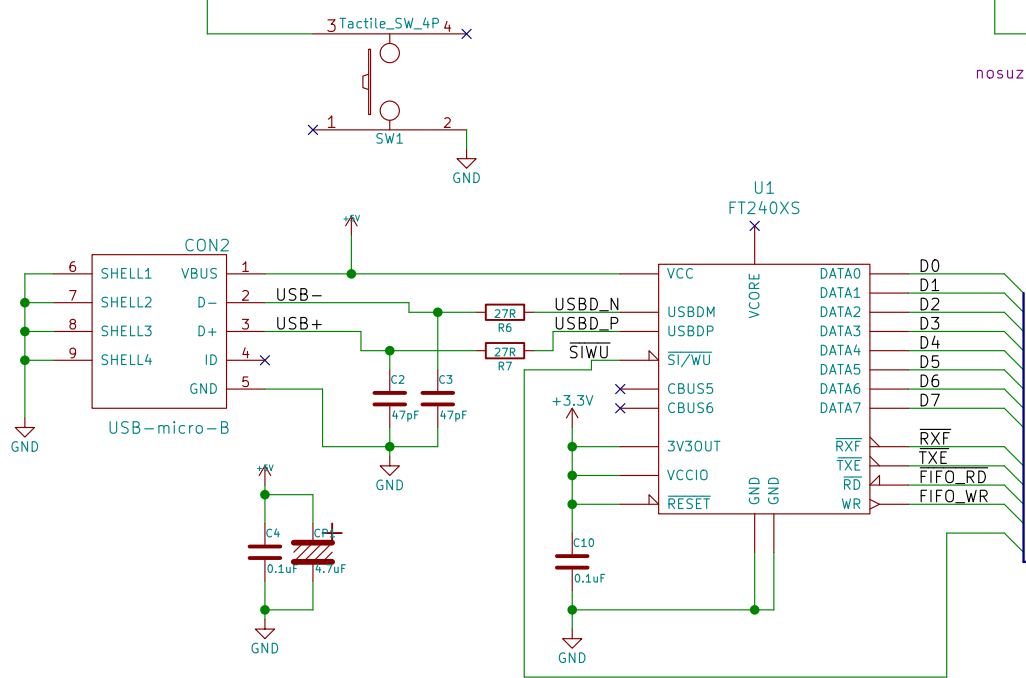 3 Tactile_SW_4P 4
nosuz
1 2
SW1
GND
U1
FT240XS
+5V
CON2
6 SHELL1 VBUS 1
7 SHELL2 D- 2 USB-
8 SHELL3 D+ 3 USB+
9 SHELL4 ID 4
GND 5
USB-micro-B
GND
27R
R6
27R
R7
C2
47pF
C3
47pF
GND
USBD_N
USBD_P
SIWU
+3.3V
VCC
USBDM
USBDP
SI/WU
CBUS5
CBUS6
3V3OUT
VCCIO
RESET
VCORE
GND
GND
DATA0 D0
DATA1 D1
DATA2 D2
DATA3 D3
DATA4 D4
DATA5 D5
DATA6 D6
DATA7 D7
RXF RXF
TXE TXE
RD FIFO_RD
WR FIFO_WR
+5V
C4
0.1uF
CP1
4.7uF
GND
C10
0.1uF
GND